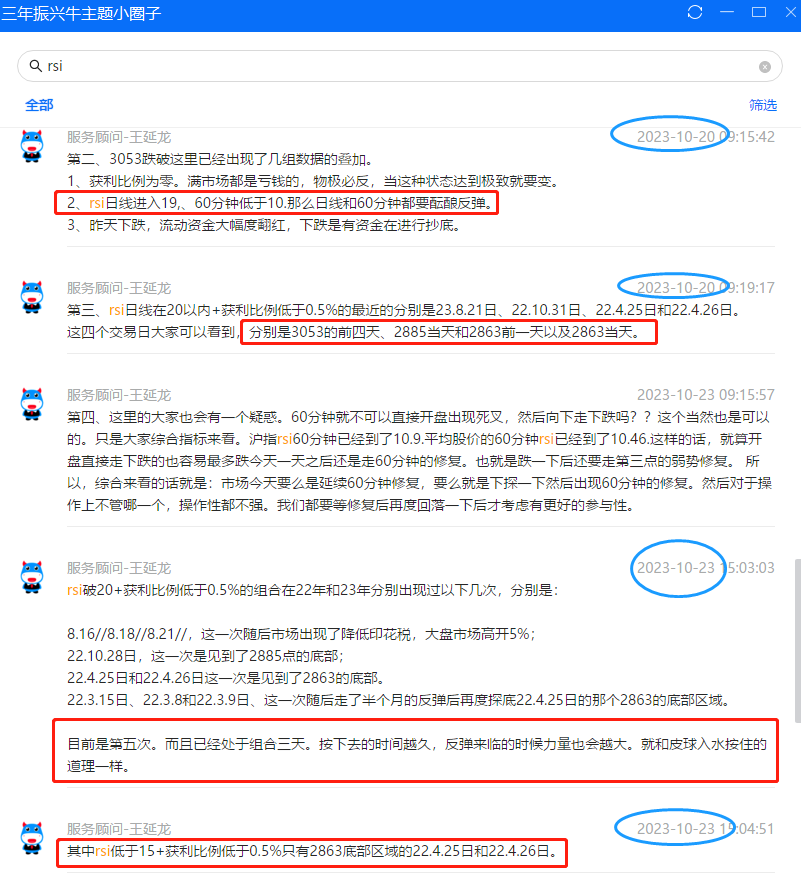 三年振兴牛主题小圈子
rsi
全部
筛选
服务顾问-王延龙
2023-10-20 09:15:42
第二、3053跌破这里已经出现了几组数据的叠加。
1、获利比例为零。满市场都是亏钱的，物极必反，当这种状态达到极致就要变。
2、rsi日线进入19,、60分钟低于10.那么日线和60分钟都要酝酿反弹。
3、昨天下跌，流动资金大幅度翻红，下跌是有资金在进行抄底。
服务顾问-王延龙
2023-10-20 09:19:17
第三、rsi日线在20以内+获利比例低于0.5%的最近的分别是23.8.21日、22.10.31日、22.4.25日和22.4.26日。
这四个交易日大家可以看到，分别是3053的前四天、2885当天和2863前一天以及2863当天。
服务顾问-王延龙
2023-10-23 09:15:57
第四、这里的大家也会有一个疑惑。60分钟就不可以直接开盘出现死叉，然后向下走下跌吗？？这个当然也是可以
的。只是大家综合指标来看。沪指rsi60分钟已经到了10.9.平均股价的60分钟rsi已经到了10.46.这样的话，就算开
盘直接走下跌的也容易最多跌今天一天之后还是走60分钟的修复。也就是跌一下后还要走第三点的弱势修复。 所
以，综合来看的话就是：市场今天要么是延续60分钟修复，要么就是下探一下然后出现60分钟的修复。然后对于操
作上不管哪一个，操作性都不强。我们都要等修复后再度回落一下后才考虑有更好的参与性。
服务顾问-王延龙
2023-10-23 15:03:03
rsi破20+获利比例低于0.5%的组合在22年和23年分别出现过以下几次，分别是：
8.16//8.18//8.21//，这一次随后市场出现了降低印花税，大盘市场高开5%；
22.10.28日，这一次是见到了2885点的底部；
22.4.25日和22.4.26日这一次是见到了2863的底部。
22.3.15日、22.3.8和22.3.9日、这一次随后走了半个月的反弹后再度探底22.4.25日的那个2863的底部区域。
目前是第五次。而且已经处于组合三天。按下去的时间越久，反弹来临的时候力量也会越大。就和皮球入水按住的
道理一样。
服务顾问-王延龙
2023-10-23 15:04:51
其中rsi低于15+获利比例低于0.5%只有2863底部区域的22.4.25日和22.4.26日。